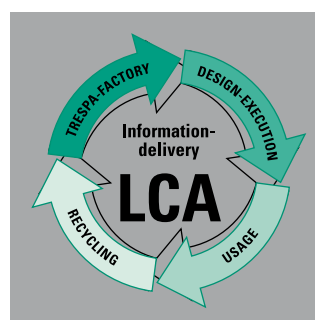 TRESPA-FACTORY
DESIGN-EXECUTION
Information-
delivery
LCA
RECYCLING
USAGE